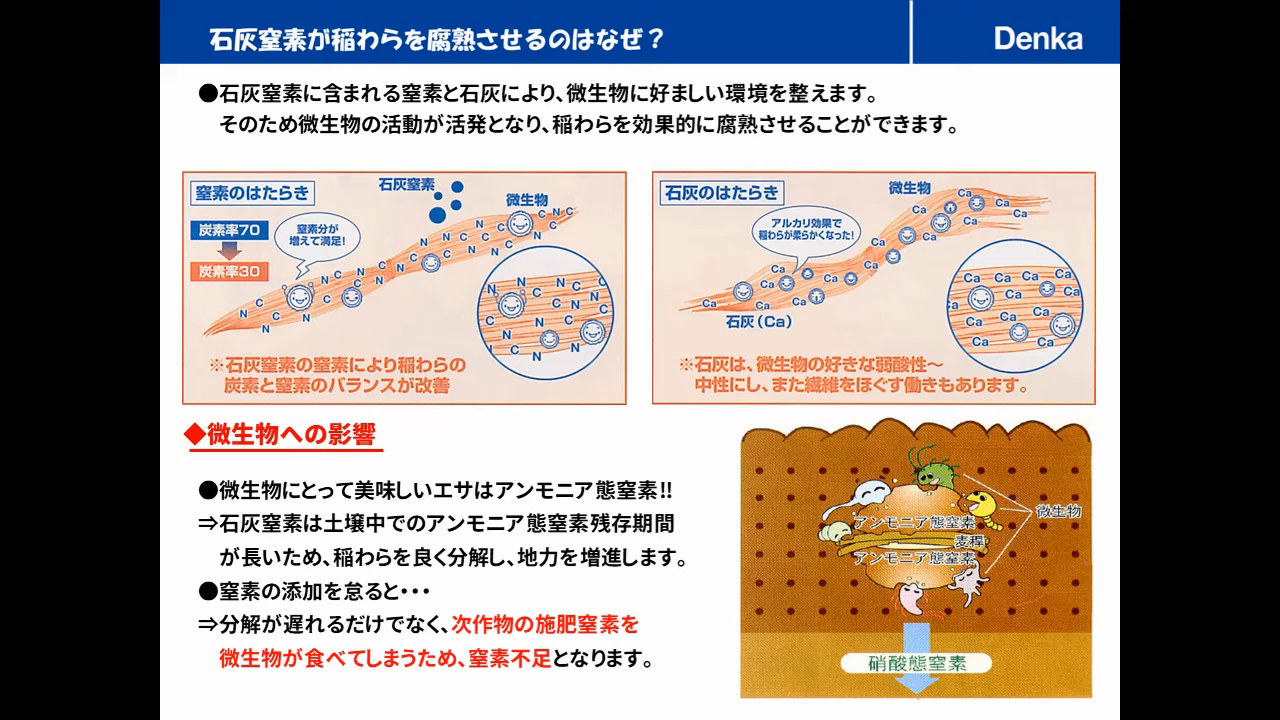 石灰窒素が稲わらを腐熟させるのはなぜ？
Denka
●石灰窒素に含まれる窒素と石灰により、微生物に好ましい環境を整えます。
そのため微生物の活動が活発となり、稲わらを効果的に腐熟させることができます。
窒素のはたらき
石灰窒素
微生物
炭素率70
炭素率30
窒素分が
増えて満足！
※石灰窒素の窒素により稲わらの
炭素と窒素のバランスが改善
石灰のはたらき
微生物
アルカリ効果で
稲わらが柔らかくなった！
石灰（Ca）
※石灰は、微生物の好きな弱酸性～
中性にし、また繊維をほぐす働きもあります。
◆微生物への影響
●微生物にとって美味しいエサはアンモニア態窒素!!
⇒石灰窒素は土壌中でのアンモニア態窒素残存期間
が長いため、稲わらを良く分解し、地力を増進します。
●窒素の添加を怠ると・・・
⇒分解が遅れるだけでなく、次作物の施肥窒素を
微生物が食べてしまうため、窒素不足となります。
微生物
アンモニア態窒素
麦稈
アンモニア態窒素
硝酸態窒素